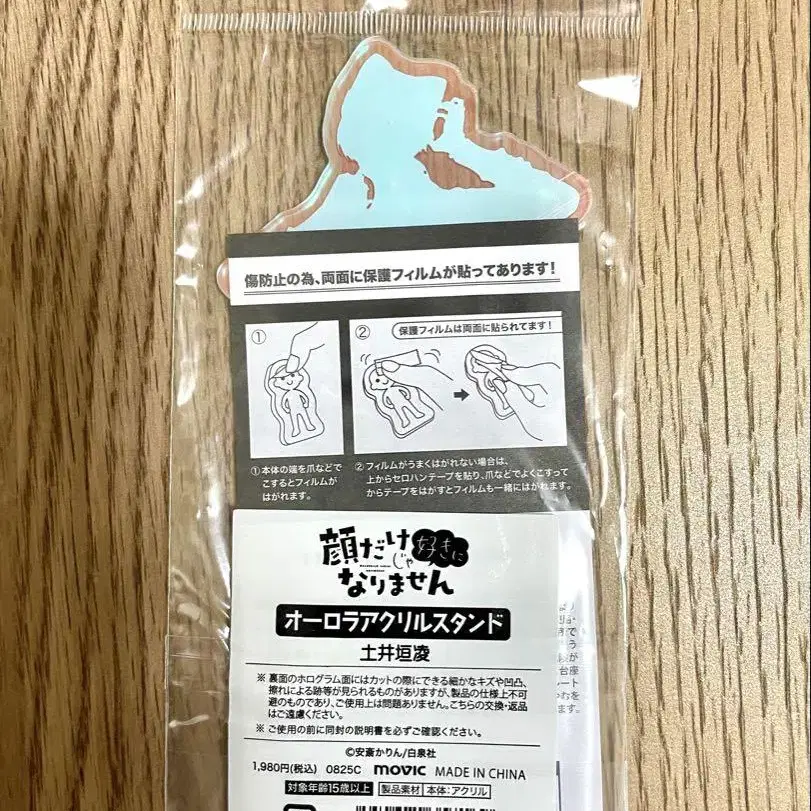 傷防止の為、両面に保護フィルムが貼ってあります!
①
②
保護フィルムは両面に貼られてます!
①本体の端を爪などで
こするとフィルムが
はがれます。
②フィルムがうまくはがれない場合は、
上からセロハンテープを貼り、爪などでよくこすって
からテープをはがすとフィルムも一緒にはがれます。
顔だけじゃ好きに
なりません
オーロラアクリルスタンド
土井垣凌
※裏面のホログラム面にはカットの際にできる細かなキズや凹凸、
擦れによる跡等が見られるものがありますが、製品の仕様上不可
避のものであり、ご使用上は問題ありません。こちらの交換・返品
はご遠慮ください。
※ご使用の前に同封の説明書を必ずご確認ください。
©安斎かりん/白泉社
1,980円(税込) 0825C movic MADE IN CHINA
対象年齢15歳以上 製品素材 本体:アクリル